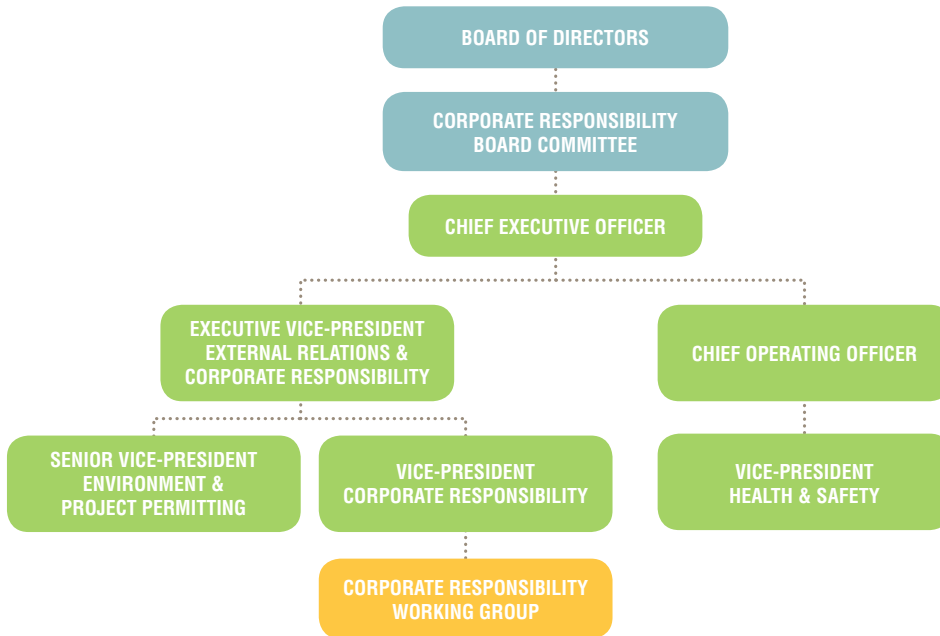 BOARD OF DIRECTORS
CORPORATE RESPONSIBILITY
BOARD COMMITTEE
CHIEF EXECUTIVE OFFICER
EXECUTIVE VICE-PRESIDENT
EXTERNAL RELATIONS &
CORPORATE RESPONSIBILITY
CHIEF OPERATING OFFICER
SENIOR VICE-PRESIDENT
ENVIRONMENT &
PROJECT PERMITTING
VICE-PRESIDENT
CORPORATE RESPONSIBILITY
VICE-PRESIDENT
HEALTH & SAFETY
CORPORATE RESPONSIBILITY
WORKING GROUP